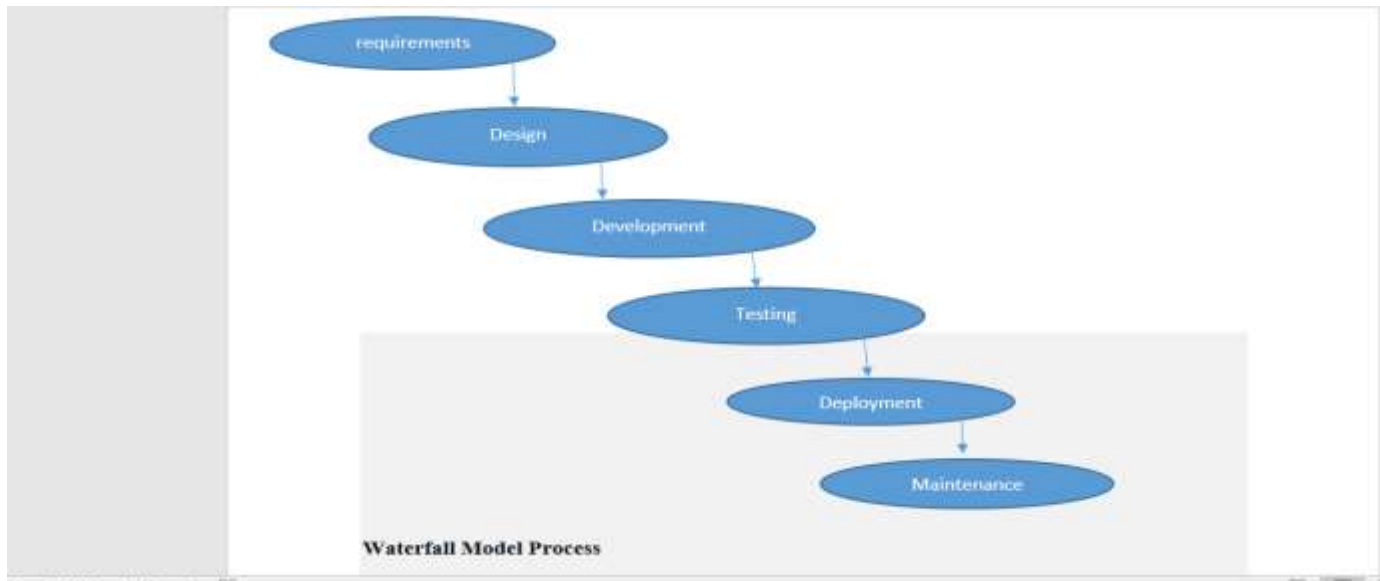 requirements
Design
Development
Testing
Deployment
Maintenance
Waterfall Model Process